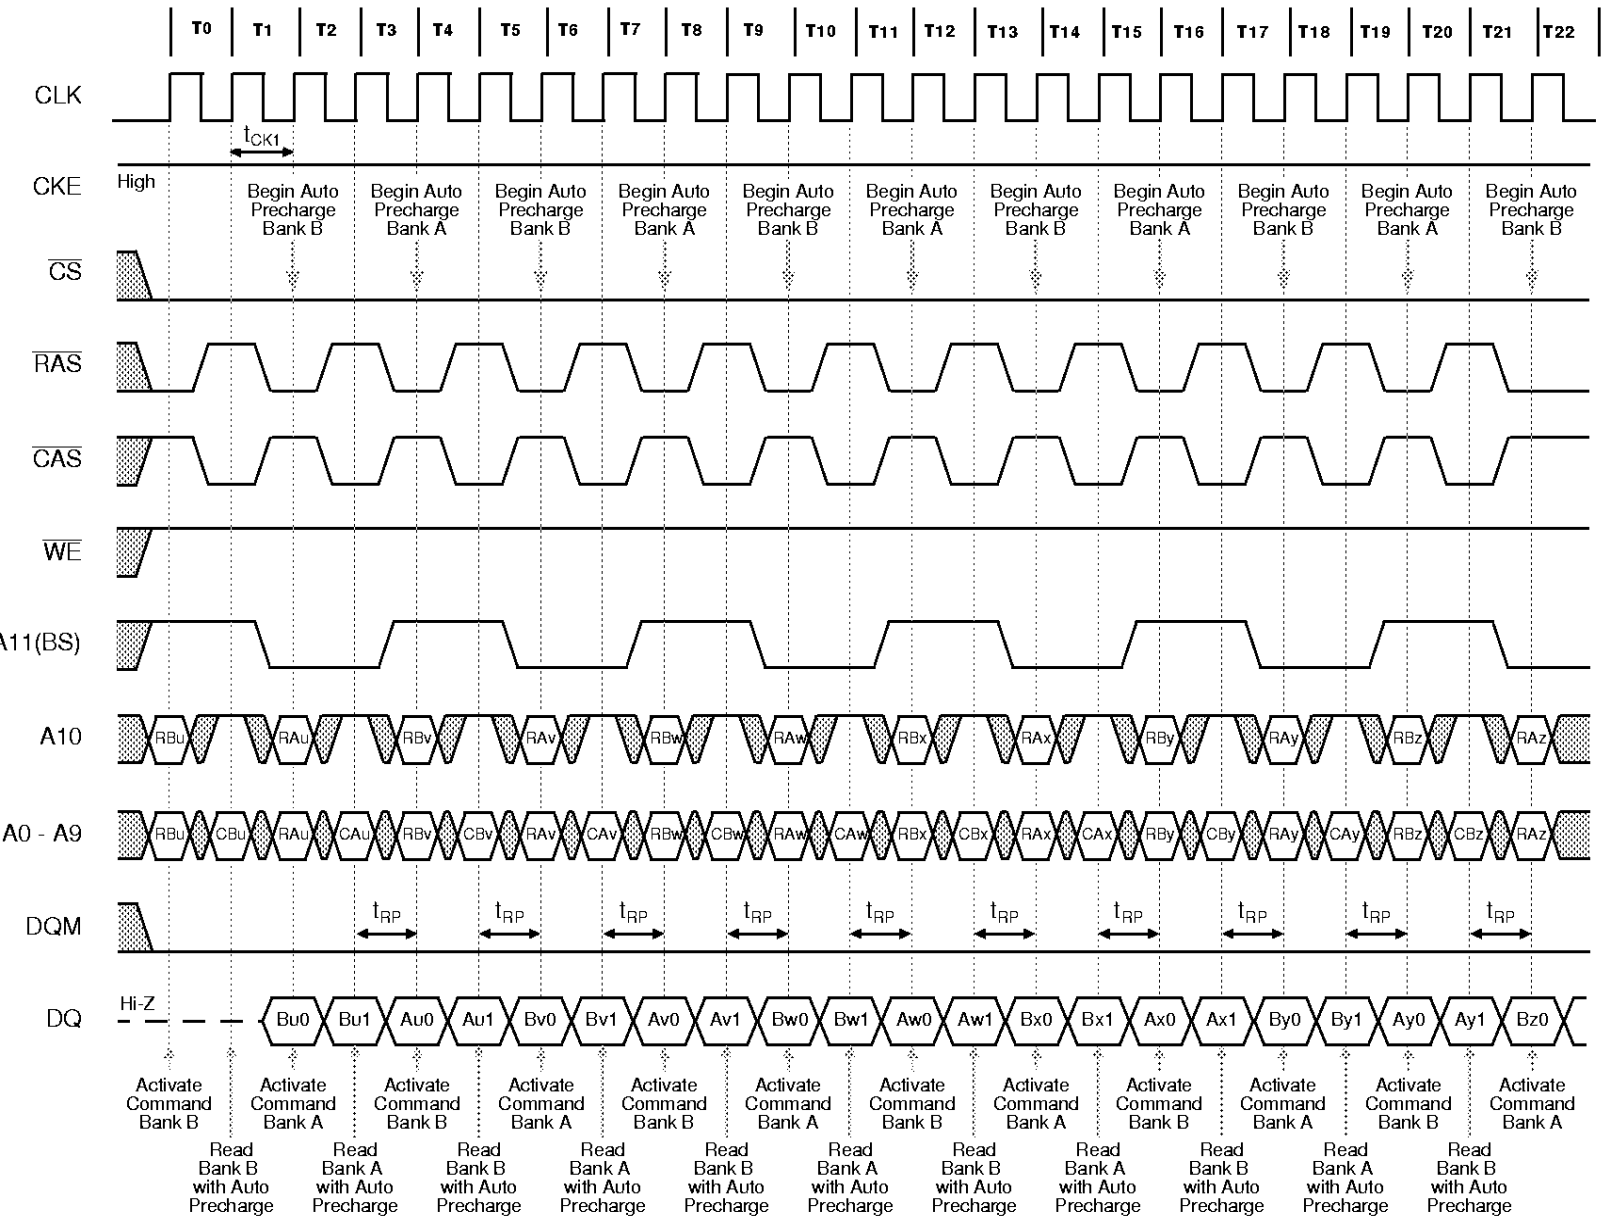 T0 T1 T2 T3 T4 T5 T6 T7 T8 T9 T10 T11 T12 T13 T14 T15 T16 T17 T18 T19 T20 T21 T22
CLK
tCK1
CKE
High
Begin Auto Begin Auto Begin Auto Begin Auto Begin Auto Begin Auto Begin Auto Begin Auto Begin Auto Begin Auto Begin Auto
Precharge Precharge Precharge Precharge Precharge Precharge Precharge Precharge Precharge Precharge Precharge
Bank B Bank A Bank B Bank A Bank B Bank A Bank B Bank A Bank B Bank A Bank B
CS
RAS
CAS
WE
A11(BS)
A10 RBu RAu RBv RAv RBw RAw RBx RAx RBy RAy RBz RAz
A0 - A9 RBu CBu RAu CAu RBv CBv RAv CAv RBw CBw RAw CAw RBx CBx RAx CAx RBy CBy RAy CAy RBz CBz RAz
tRP tRP tRP tRP tRP tRP tRP tRP tRP tRP
DQM
Hi-Z
DQ Bu0 Bu1 Au0 Au1 Bv0 Bv1 Av0 Av1 Bw0 Bw1 Aw0 Aw1 Bx0 Bx1 Ax0 Ax1 By0 By1 Ay0 Ay1 Bz0
Activate Activate Activate Activate Activate Activate Activate Activate Activate Activate Activate Activate
Command Command Command Command Command Command Command Command Command Command Command Command
Bank B Bank A Bank B Bank A Bank B Bank A Bank B Bank A Bank B Bank A Bank B Bank A
Read Read Read Read Read Read Read Read Read Read Read
Bank B Bank A Bank B Bank A Bank B Bank A Bank B Bank A Bank B Bank A Bank B
with Auto with Auto with Auto with Auto with Auto with Auto with Auto with Auto with Auto with Auto with Auto
Precharge Precharge Precharge Precharge Precharge Precharge Precharge Precharge Precharge Precharge Precharge